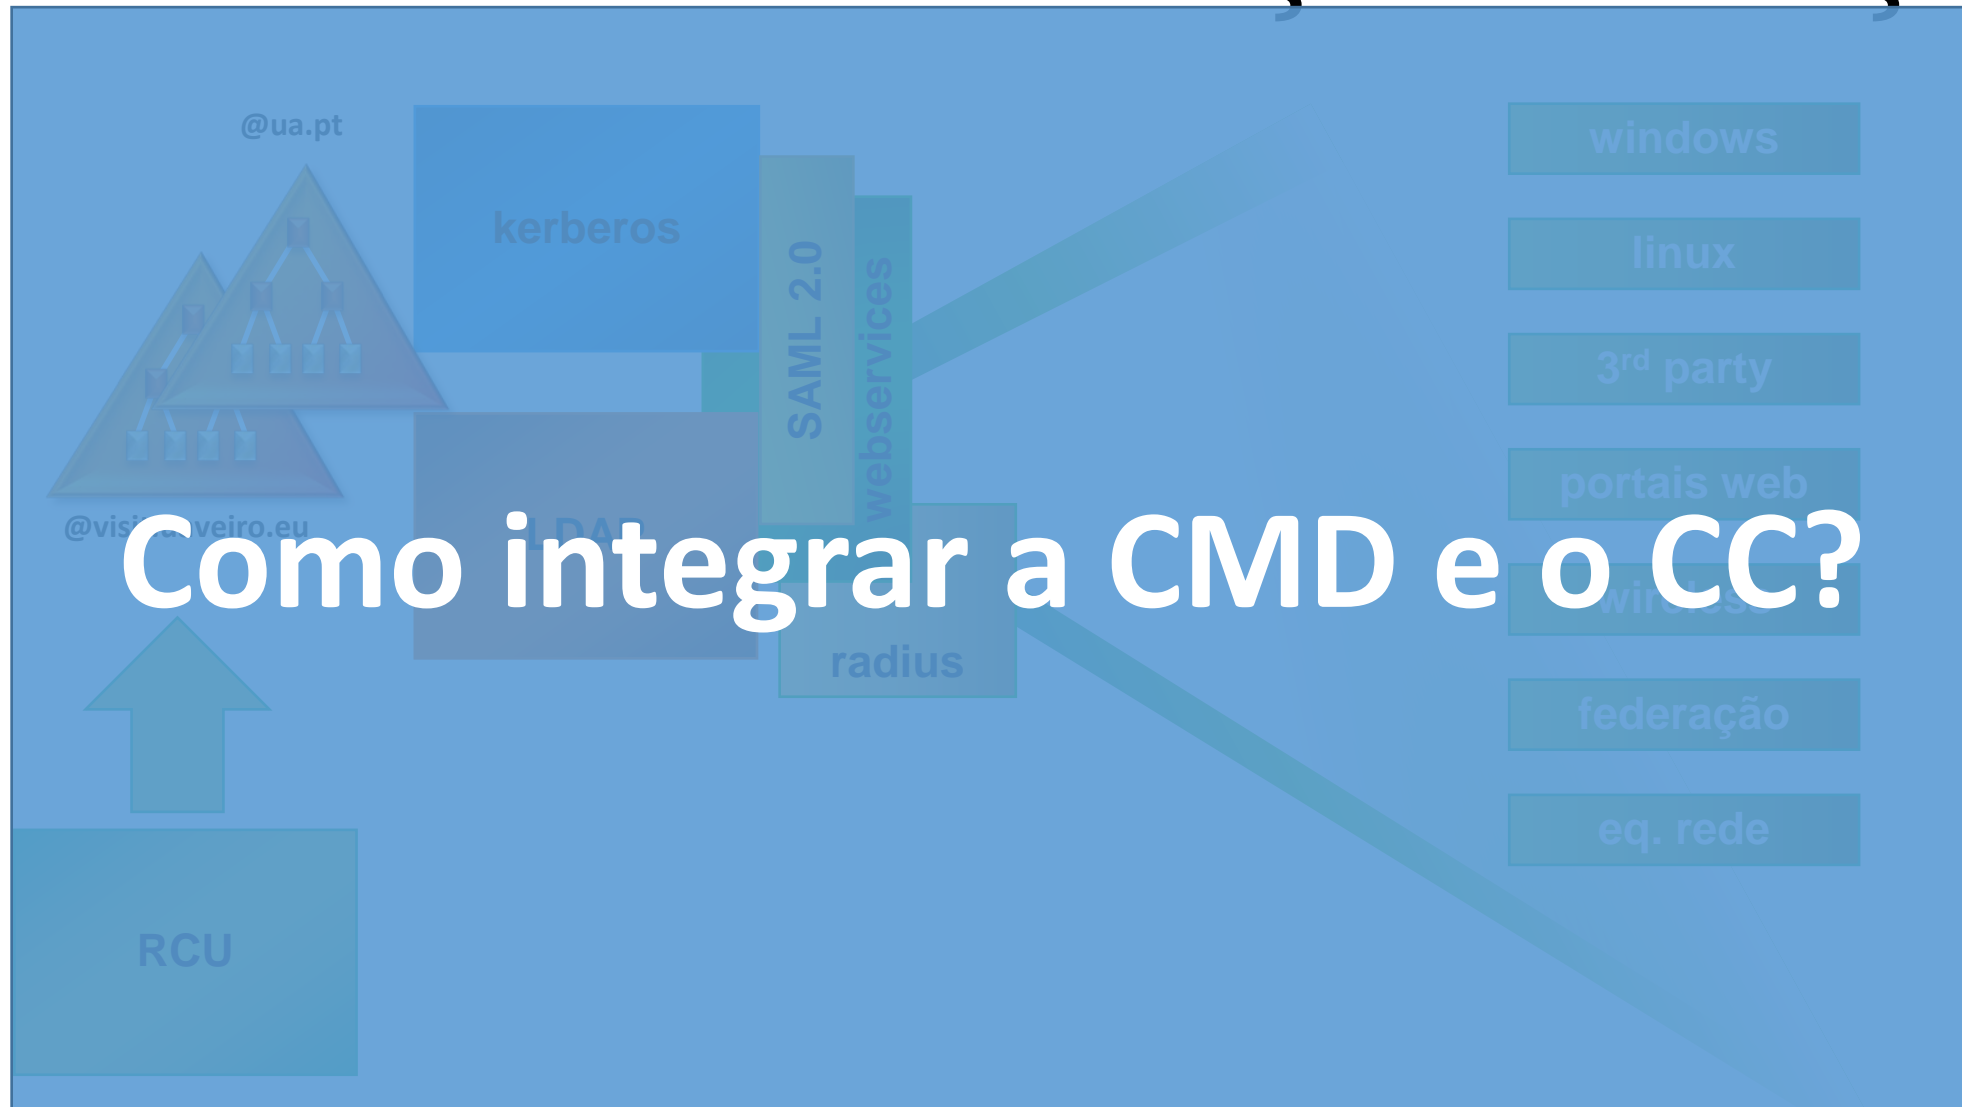 @ua.pt
kerberos
SAML 2.0
webservices
windows
linux
3rd party
portais web
Como integrar a CMD e o CC?
radius
federação
eq. rede
RCU